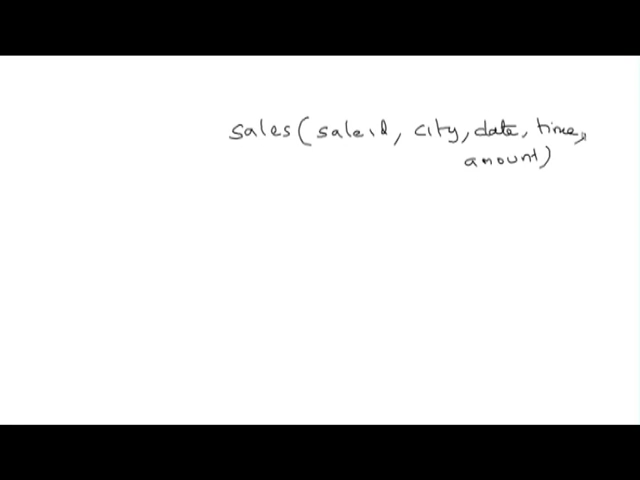 sales(saleid, city, date, time,
amount)